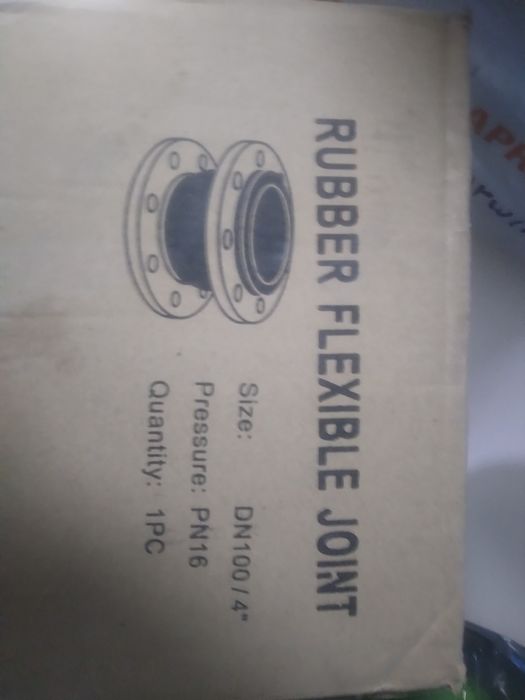 RUBBER FLEXIBLE JOINT
Size: DN100/4"
Pressure: PN16
Quantity: 1PC